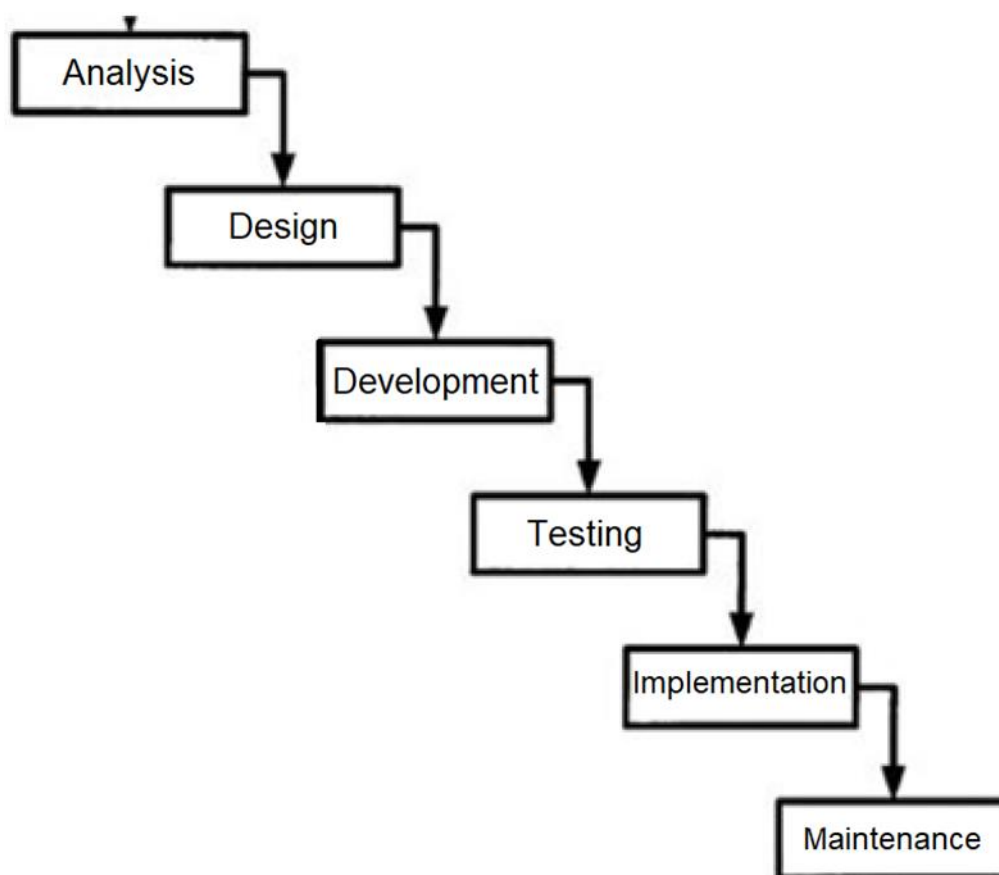 Analysis
Design
Development
Testing
Implementation
Maintenance